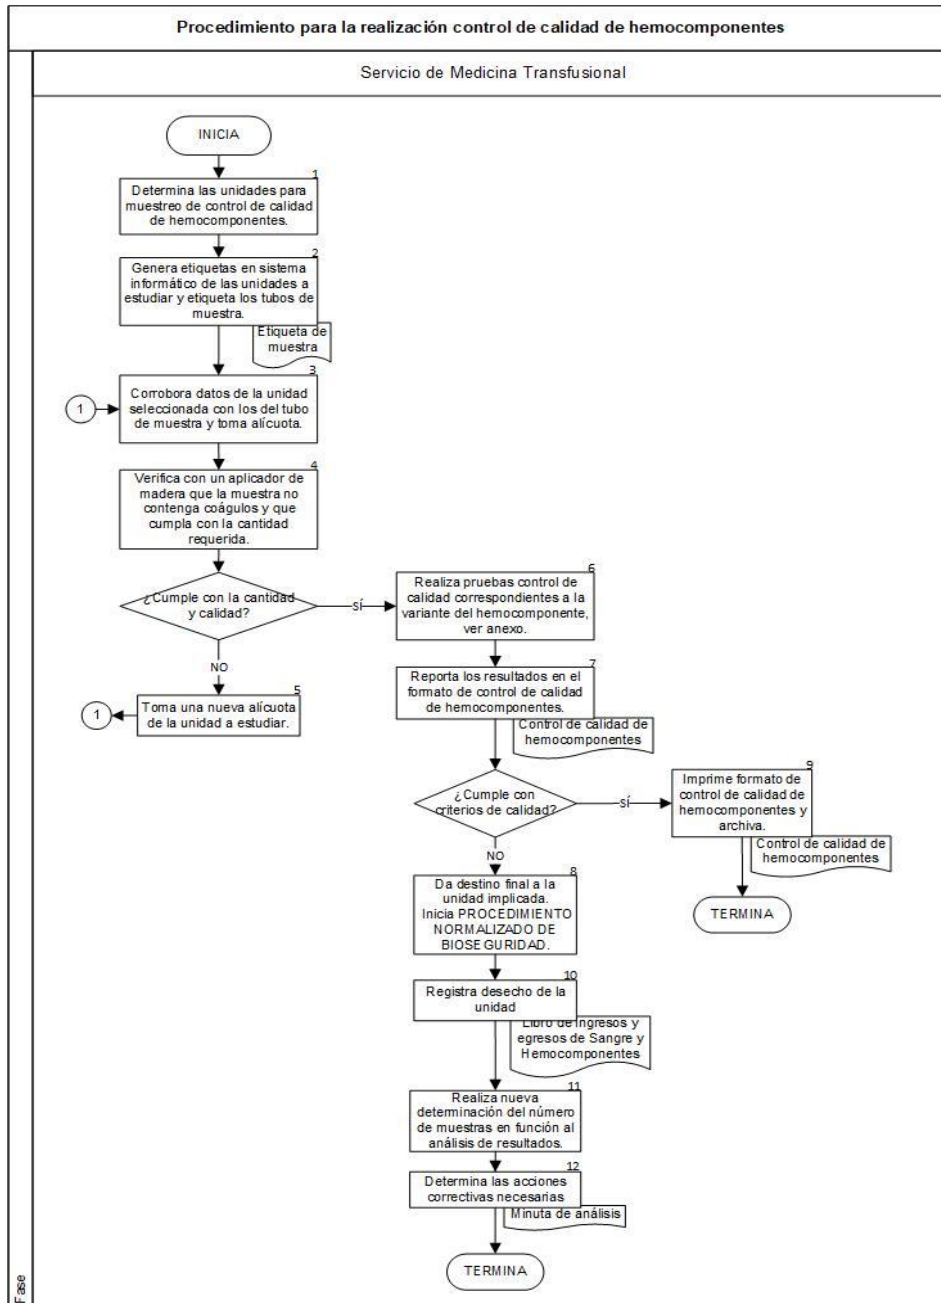 Procedimiento para la realización control de calidad de hemocomponentes
Servicio de Medicina Transfusional
INICIA
1
Determina las unidades para
muestreo de control de calidad
de hemocomponentes.
2
Genera etiquetas en sistema
informático de las unidades a
estudiar y etiqueta los tubos de
muestra.
Etiqueta de
muestra
3
1
Corrobora datos de la unidad
seleccionada con los del tubo
de muestra y toma alícuota.
4
Verifica con un aplicador de
madera que la muestra no
contenga coágulos y que
cumpla con la cantidad
requerida.
¿Cumple con la cantidad
y calidad?
sí
NO
5
Toma una nueva alícuota
de la unidad a estudiar.
1
6
Realiza pruebas control de
calidad correspondientes a la
variante del hemocomponente,
ver anexo.
7
Reporta los resultados en el
formato de control de calidad
de hemocomponentes.
Control de calidad de
hemocomponentes
¿Cumple con
criterios de calidad?
sí
NO
9
Imprime formato de
control de calidad de
hemocomponentes y
archiva.
Control de calidad de
hemocomponentes
TERMINA
8
Da destino final a la
unidad implicada.
Inicia PROCEDIMIENTO
NORMALIZADO DE
BIOSEGURIDAD.
10
Registra desecho de la
unidad
Libro de Ingresos y
egresos de Sangre y
Hemocomponentes
11
Realiza nueva
determinación del número
de muestras en función al
análisis de resultados.
12
Determina las acciones
correctivas necesarias
Minuta de análisis
TERMINA
Fase